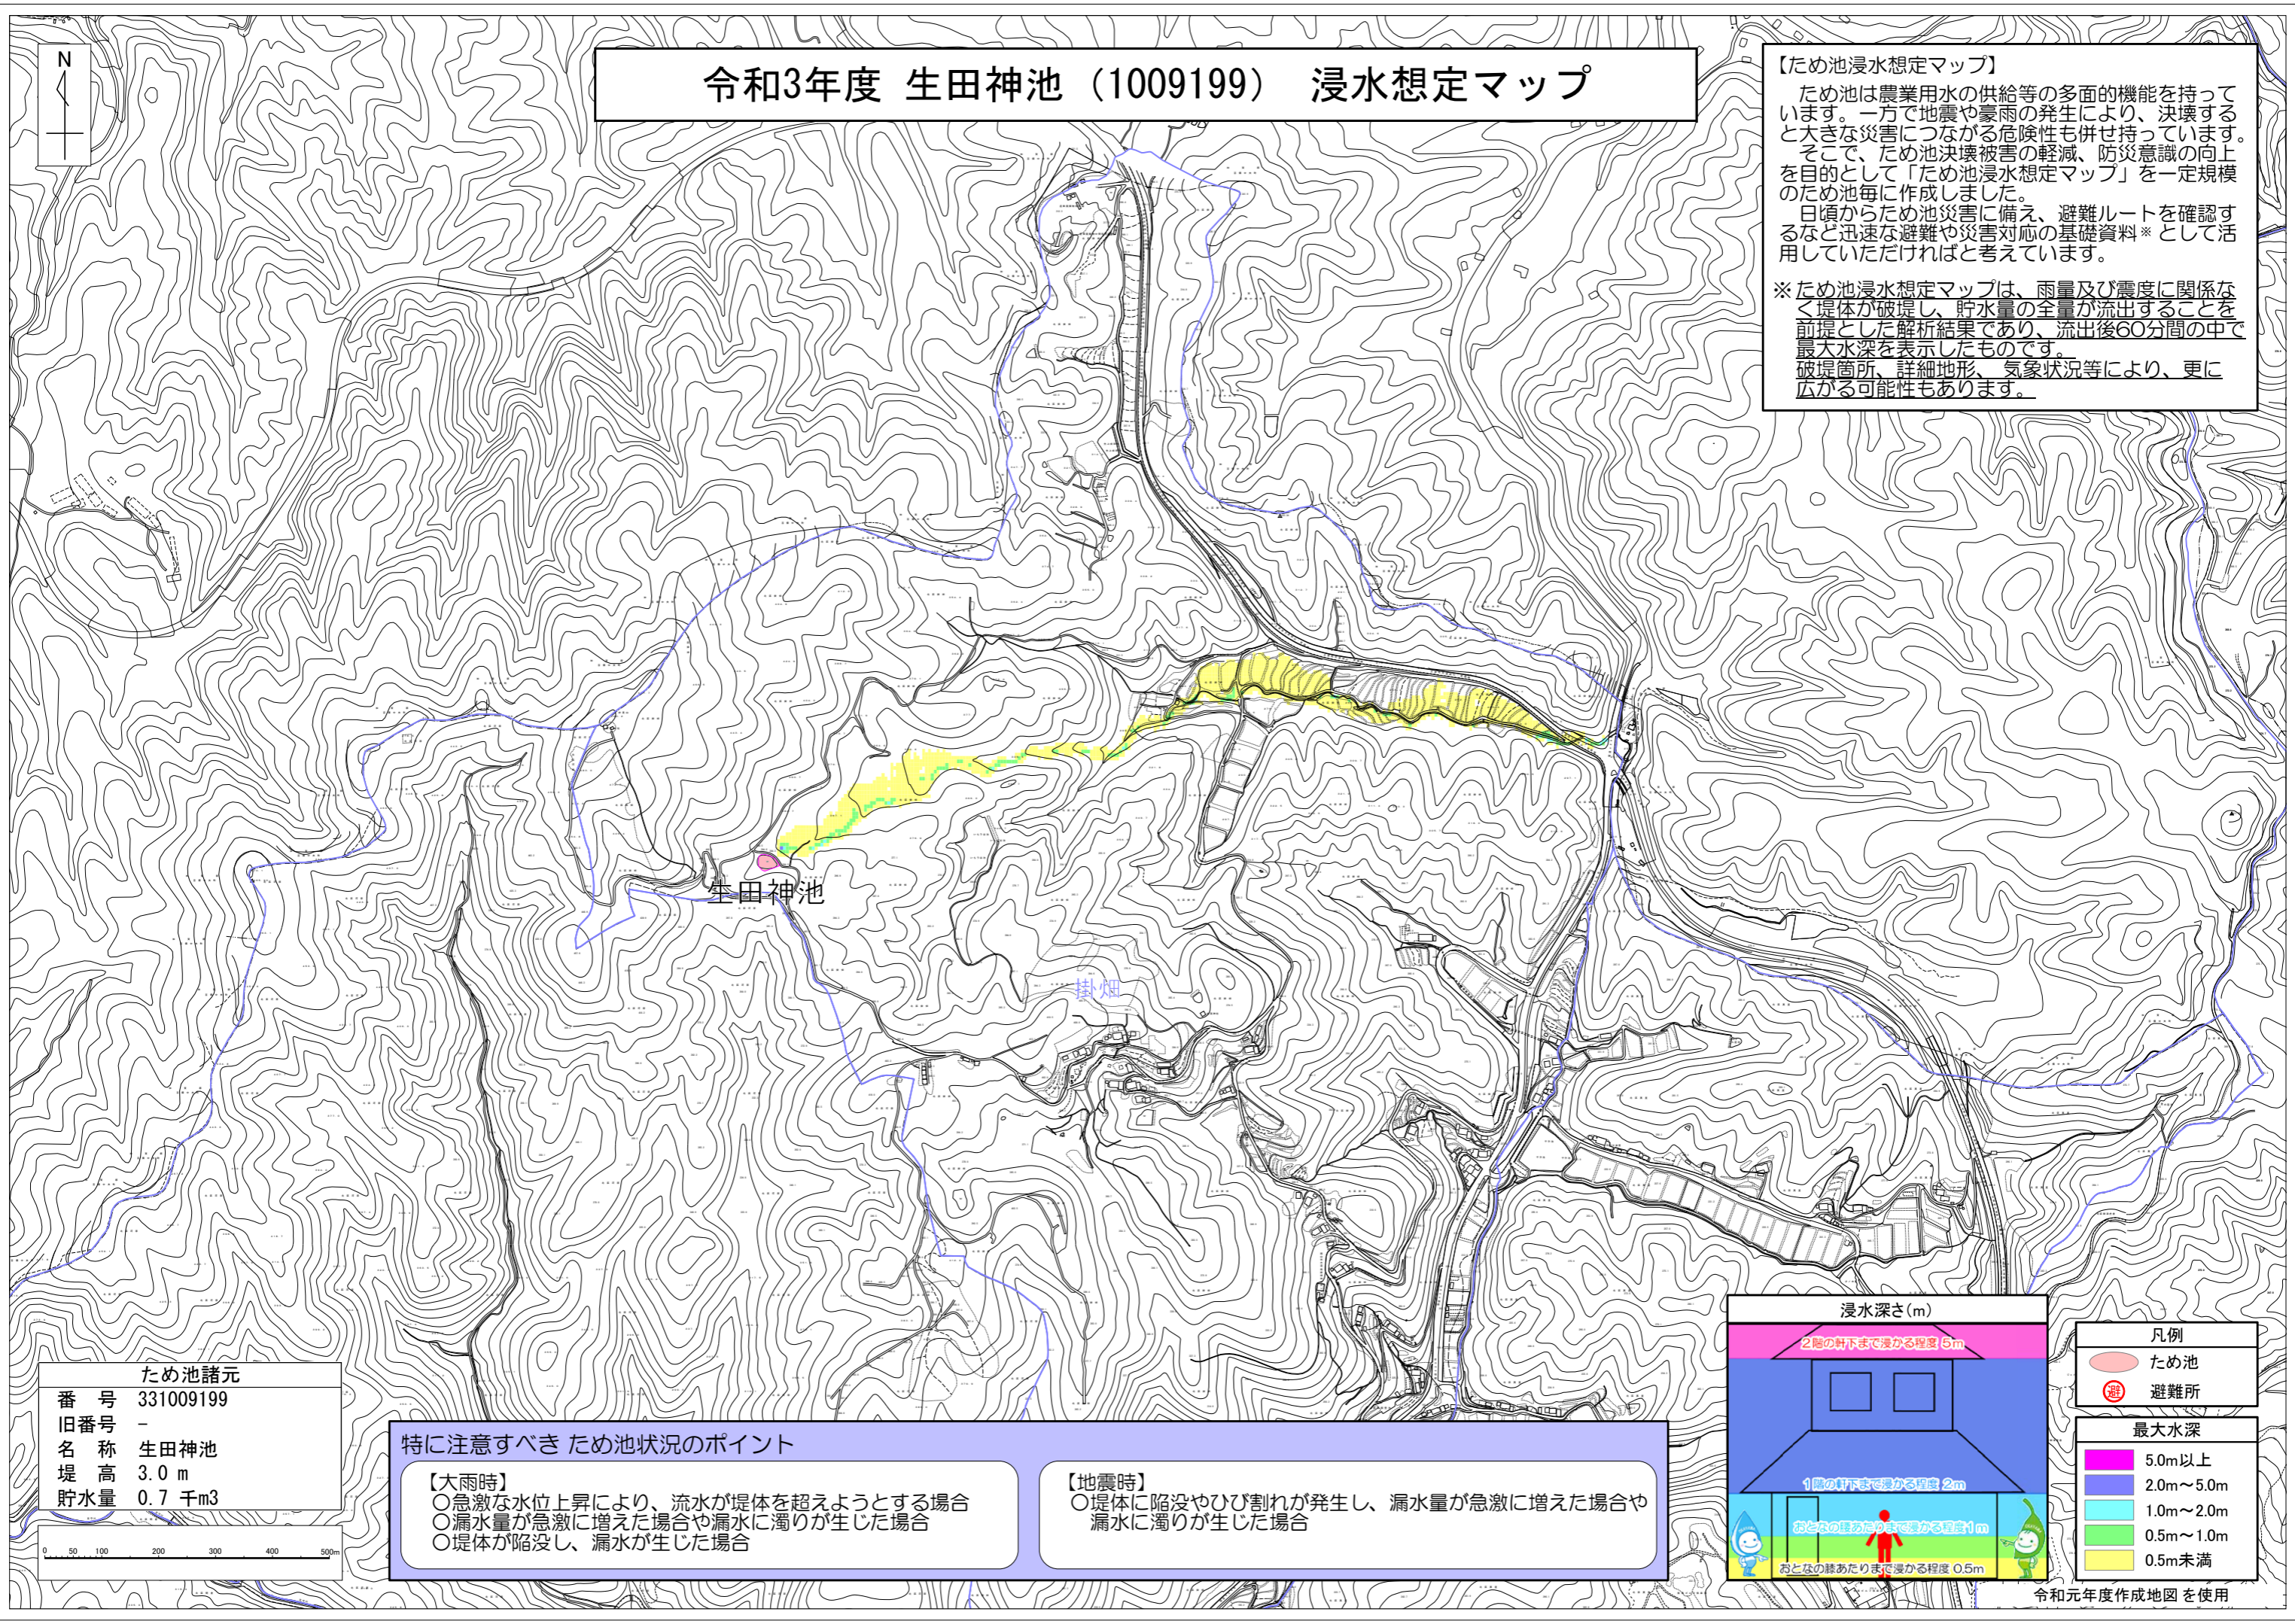 N
令和3年度 生田神池（1009199） 浸水想定マップ
【ため池浸水想定マップ】
ため池は農業用水の供給等の多面的機能を持って
います。一方で地震や豪雨の発生により、決壊する
と大きな災害につながる危険性も併せ持っています。
そこで、ため池決壊被害の軽減、防災意識の向上
を目的として「ため池浸水想定マップ」を一定規模
のため池毎に作成しました。
日頃からため池災害に備え、避難ルートを確認す
るなど迅速な避難や災害対応の基礎資料※として活
用していただければと考えています。
※ため池浸水想定マップは、雨量及び震度に関係な
く堤体が破堤し、貯水量の全量が流出することを
前提とした解析結果であり、流出後60分間の中で
最大水深を表示したものです。
破堤箇所、詳細地形、 気象状況等により、更に
広がる可能性もあります。
生田神池
掛畑
ため池諸元
番 号 331009199
旧番号 -
名 称 生田神池
堤 高 3.0 m
貯水量 0.7 千m3
0 50 100 200 300 400 500m
特に注意すべき ため池状況のポイント
【大雨時】
○急激な水位上昇により、流水が堤体を超えようとする場合
○漏水量が急激に増えた場合や漏水に濁りが生じた場合
○堤体が陥没し、漏水が生じた場合
【地震時】
○堤体に陥没やひび割れが発生し、漏水量が急激に増えた場合や
漏水に濁りが生じた場合
浸水深さ(m)
2階の軒下まで浸かる程度 5m
1階の軒下まで浸かる程度 2m
おとなの腰あたりまで浸かる程度1m
おとなの膝あたりまで浸かる程度 0.5m
凡例
ため池
避 避難所
最大水深
5.0m以上
2.0m～5.0m
1.0m～2.0m
0.5m～1.0m
0.5m未満
令和元年度作成地図を使用